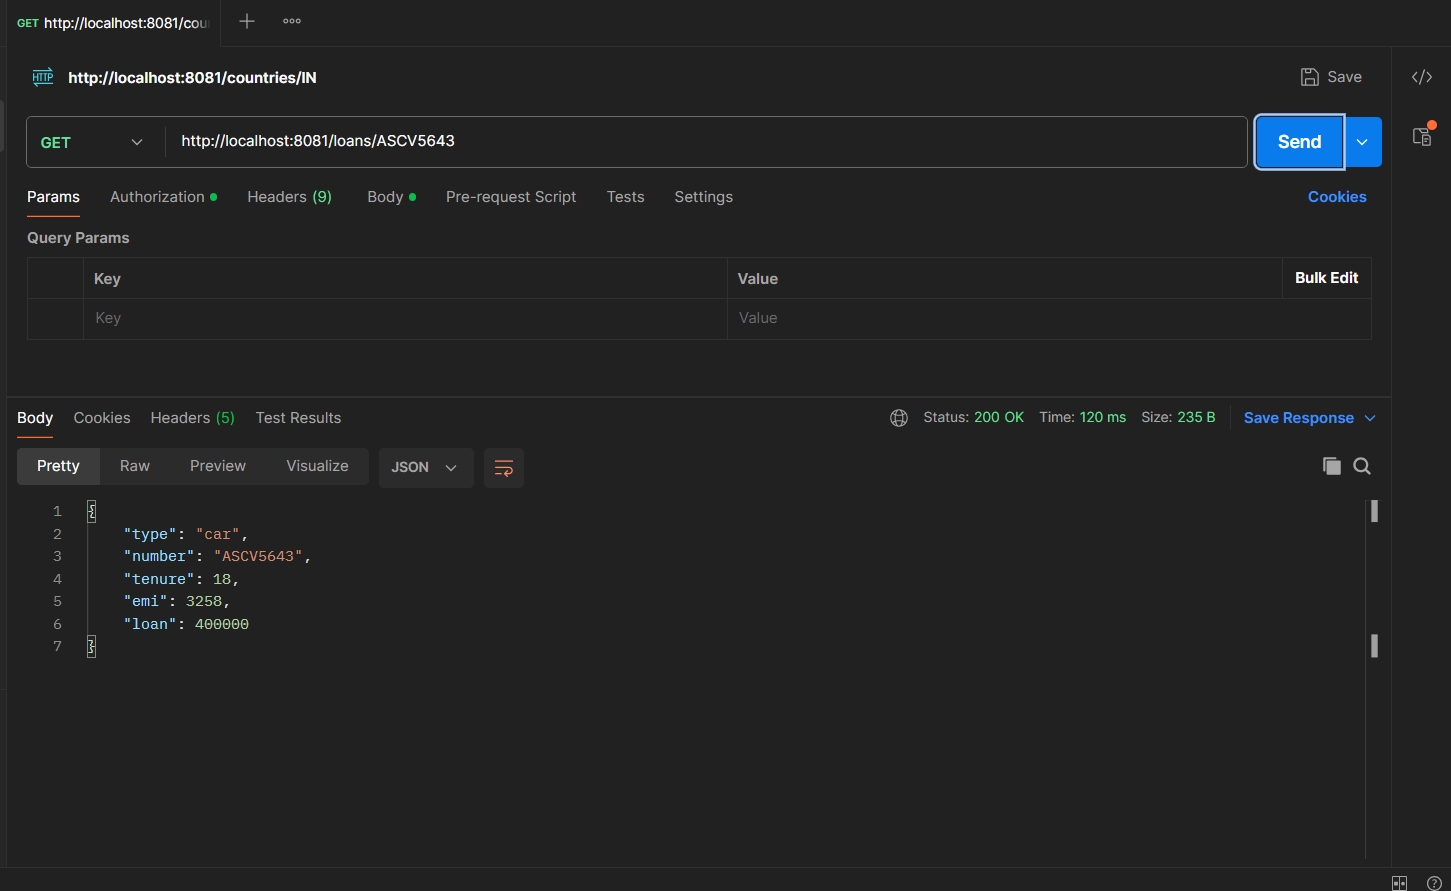 GET http://localhost:8081/cou
HTTP http://localhost:8081/countries/IN Save
GET http://localhost:8081/loans/ASCV5643 Send
Params Authorization Headers (9) Body Pre-request Script Tests Settings Cookies
Query Params
Key Value Bulk Edit
Key Value
Body Cookies Headers (5) Test Results Status: 200 OK Time: 120 ms Size: 235 B Save Response
Pretty Raw Preview Visualize JSON
1 {
2 "type": "car",
3 "number": "ASCV5643",
4 "tenure": 18,
5 "emi": 3258,
6 "loan": 400000
7 }